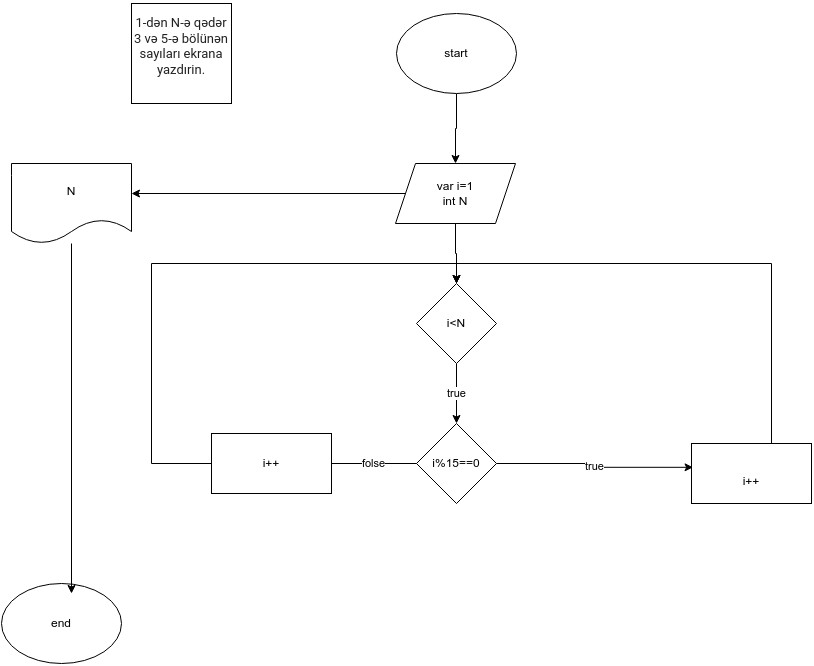 1-dən N-ə qədər
3 və 5-ə bölünən
sayıları ekrana
yazdırin.
start
var i=1
int N
N
i<N
true
i++
folse
i%15==0
true
i++
end